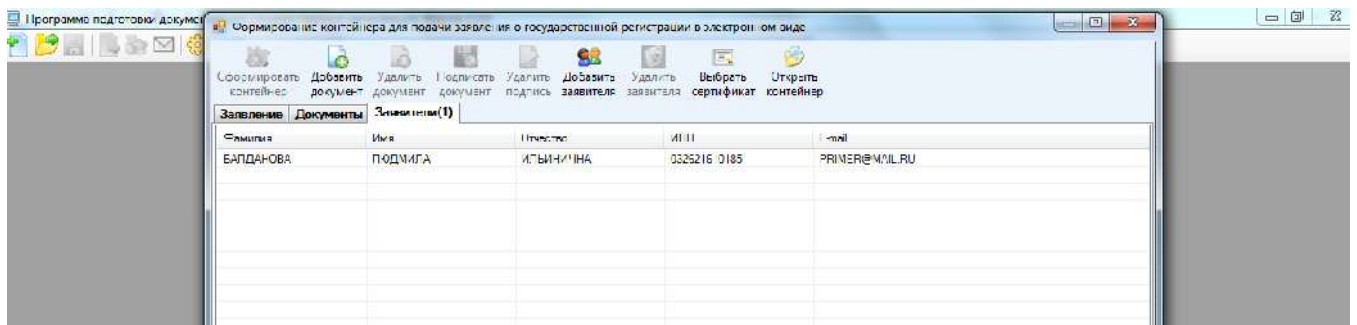 Программа подготовки
Формирование контейнера для подачи заявления о государственной регистрации в электронном виде
Сформировать Добавить Удалить Подписать Удалить Добавить Удалить Выбрать Открыть
контейнер документ документ документ подпись заявителя заявителя сертификат контейнер
Заявление Документы Заявители(1)
Фамилия Имя Отчество ИНН E-mail
БАЛДАНОВА ЛЮДМИЛА ИЛЬИНИЧНА PRIMER@MAIL.RU